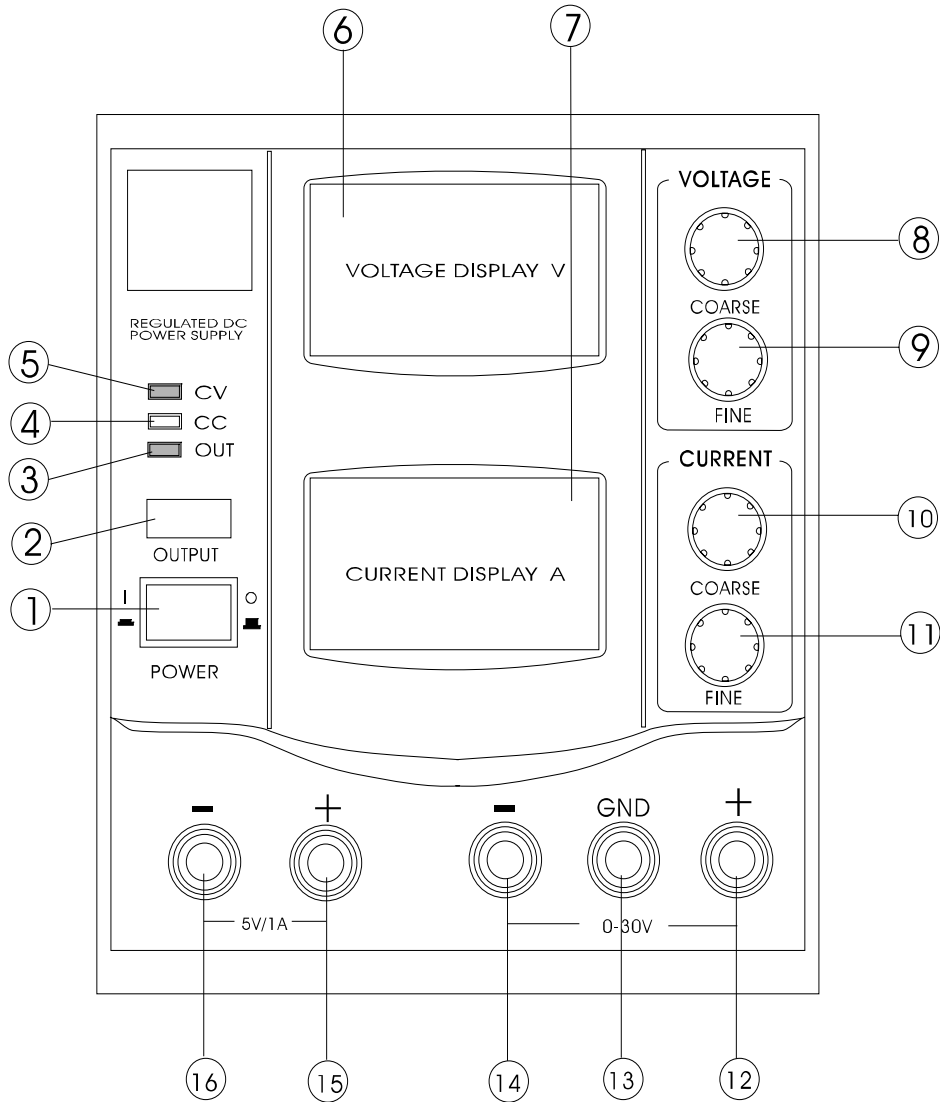 6
7
VOLTAGE
8
VOLTAGE DISPLAY V
COARSE
REGULATED DC
POWER SUPPLY
9
5
CV
FINE
4
CC
3
OUT
CURRENT
2
OUTPUT
10
CURRENT DISPLAY A
COARSE
1
I
O
11
POWER
FINE
- + - GND +
5V/1A
0-30V
16
15
14
13
12